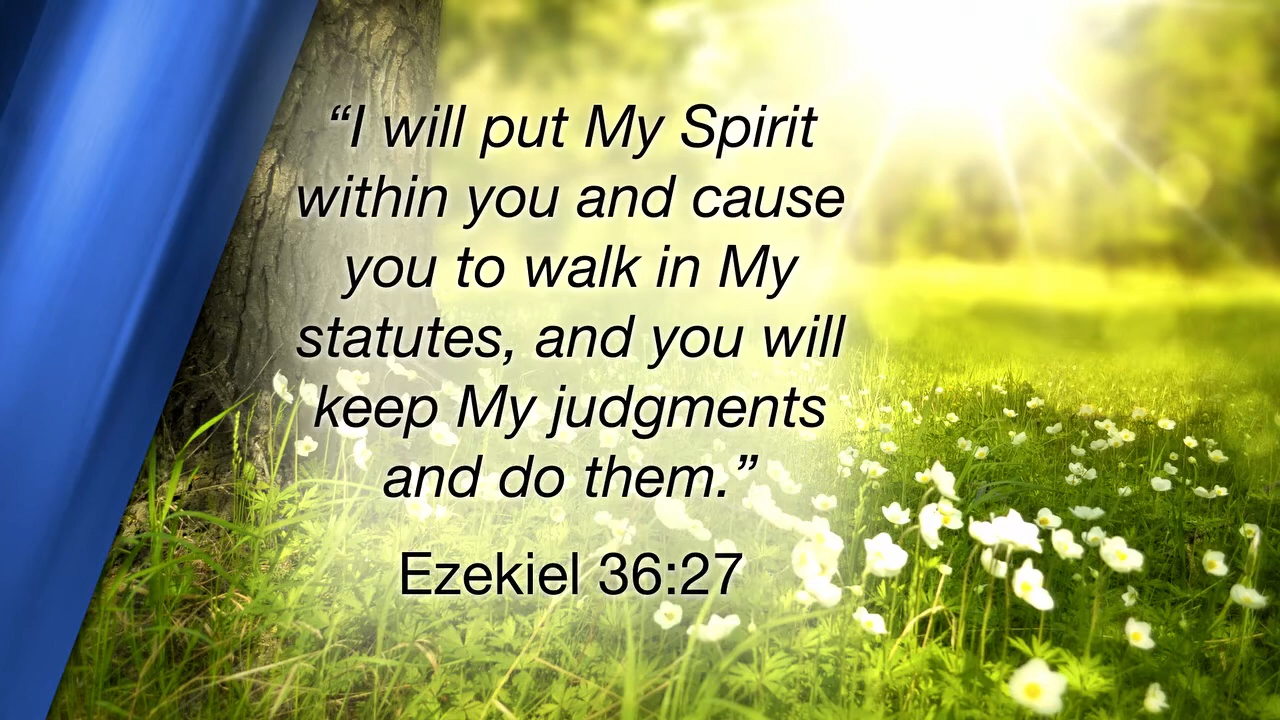 “I will put My Spirit
within you and cause
you to walk in My
statutes, and you will
keep My judgments
and do them.”
Ezekiel 36:27